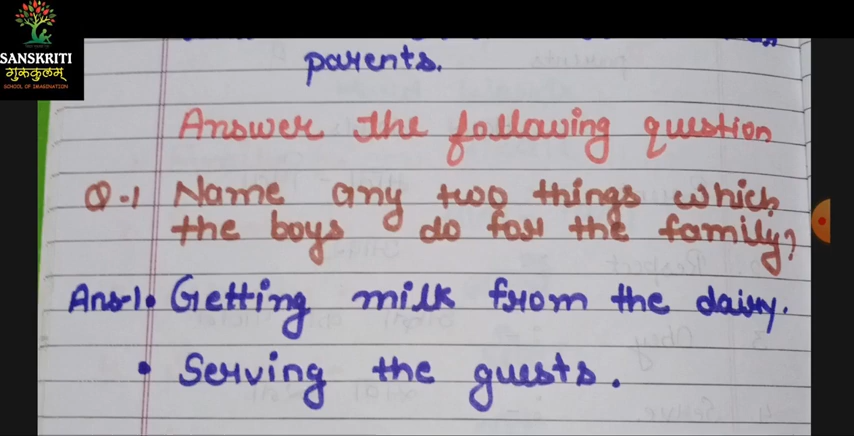 SANSKRITI
गुरुकुलम्
SCHOOL OF IMAGINATION
parents.
Answer the following question
Q.1 Name any two things which
the boys do for the family?
Ans-1. Getting milk from the dairy.
• Serving the guests.